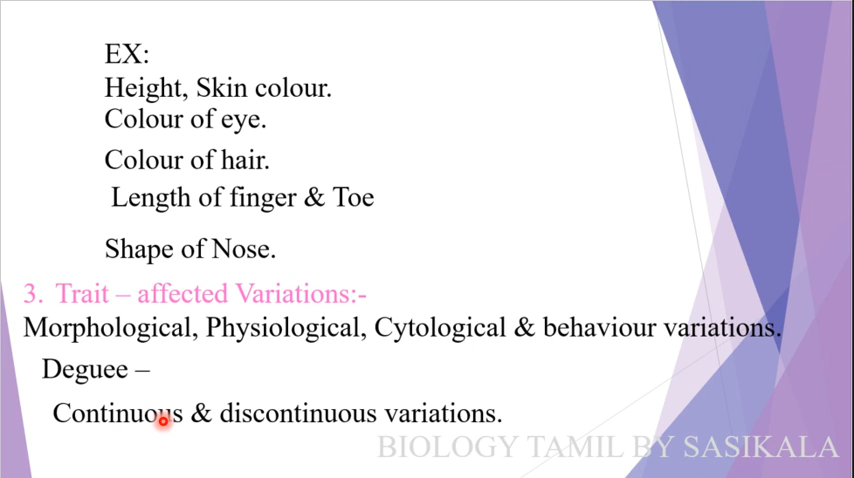 EX:
Height, Skin colour.
Colour of eye.
Colour of hair.
Length of finger & Toe
Shape of Nose.
3. Trait – affected Variations:-
Morphological, Physiological, Cytological & behaviour variations.
Deguee –
Continuous & discontinuous variations.
BIOLOGY TAMIL BY SASIKALA